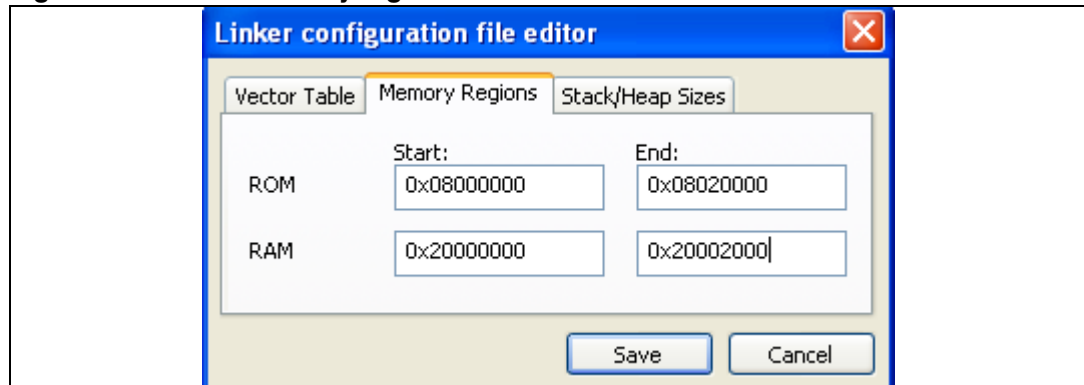 Linker configuration file editor
Vector Table Memory Regions Stack/Heap Sizes
Start: End:
ROM 0x08000000 0x08020000
RAM 0x20000000 0x20002000
Save Cancel